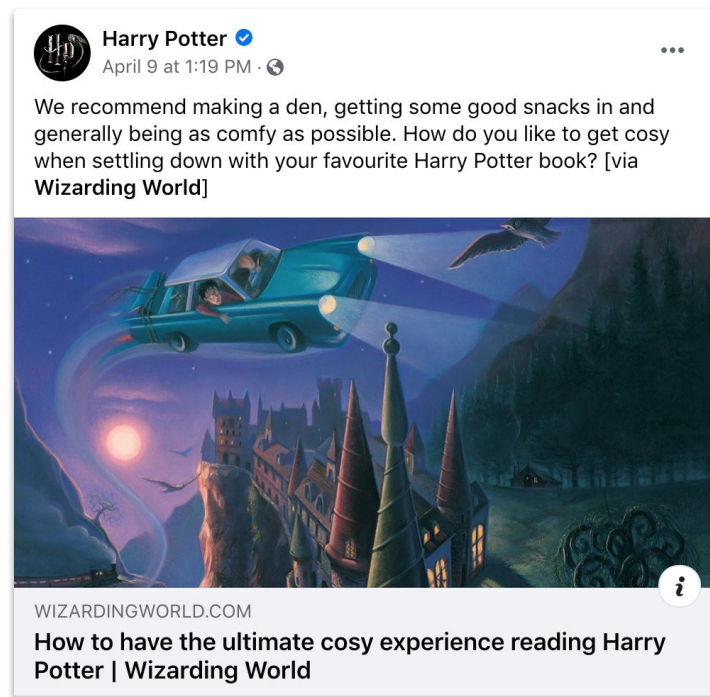 Harry Potter
April 9 at 1:19 PM ·
We recommend making a den, getting some good snacks in and
generally being as comfy as possible. How do you like to get cosy
when settling down with your favourite Harry Potter book? [via
Wizarding World]
WIZARDINGWORLD.COM
How to have the ultimate cosy experience reading Harry
Potter | Wizarding World